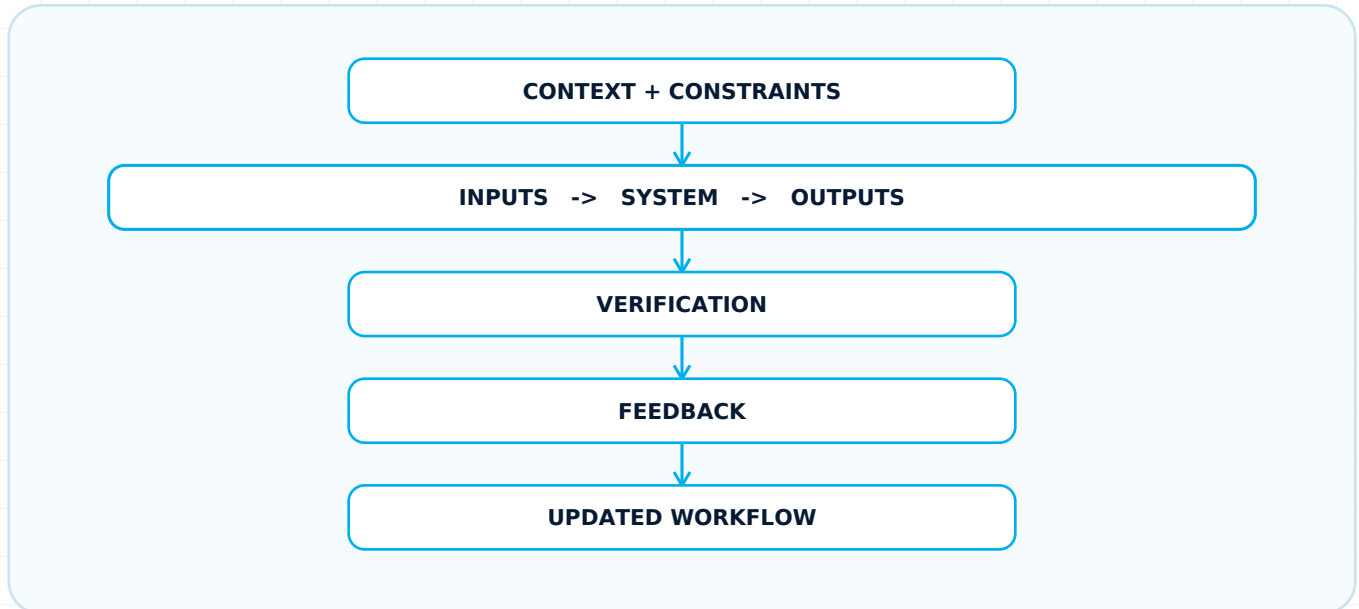 CONTEXT + CONSTRAINTS
INPUTS -> SYSTEM -> OUTPUTS
VERIFICATION
FEEDBACK
UPDATED WORKFLOW